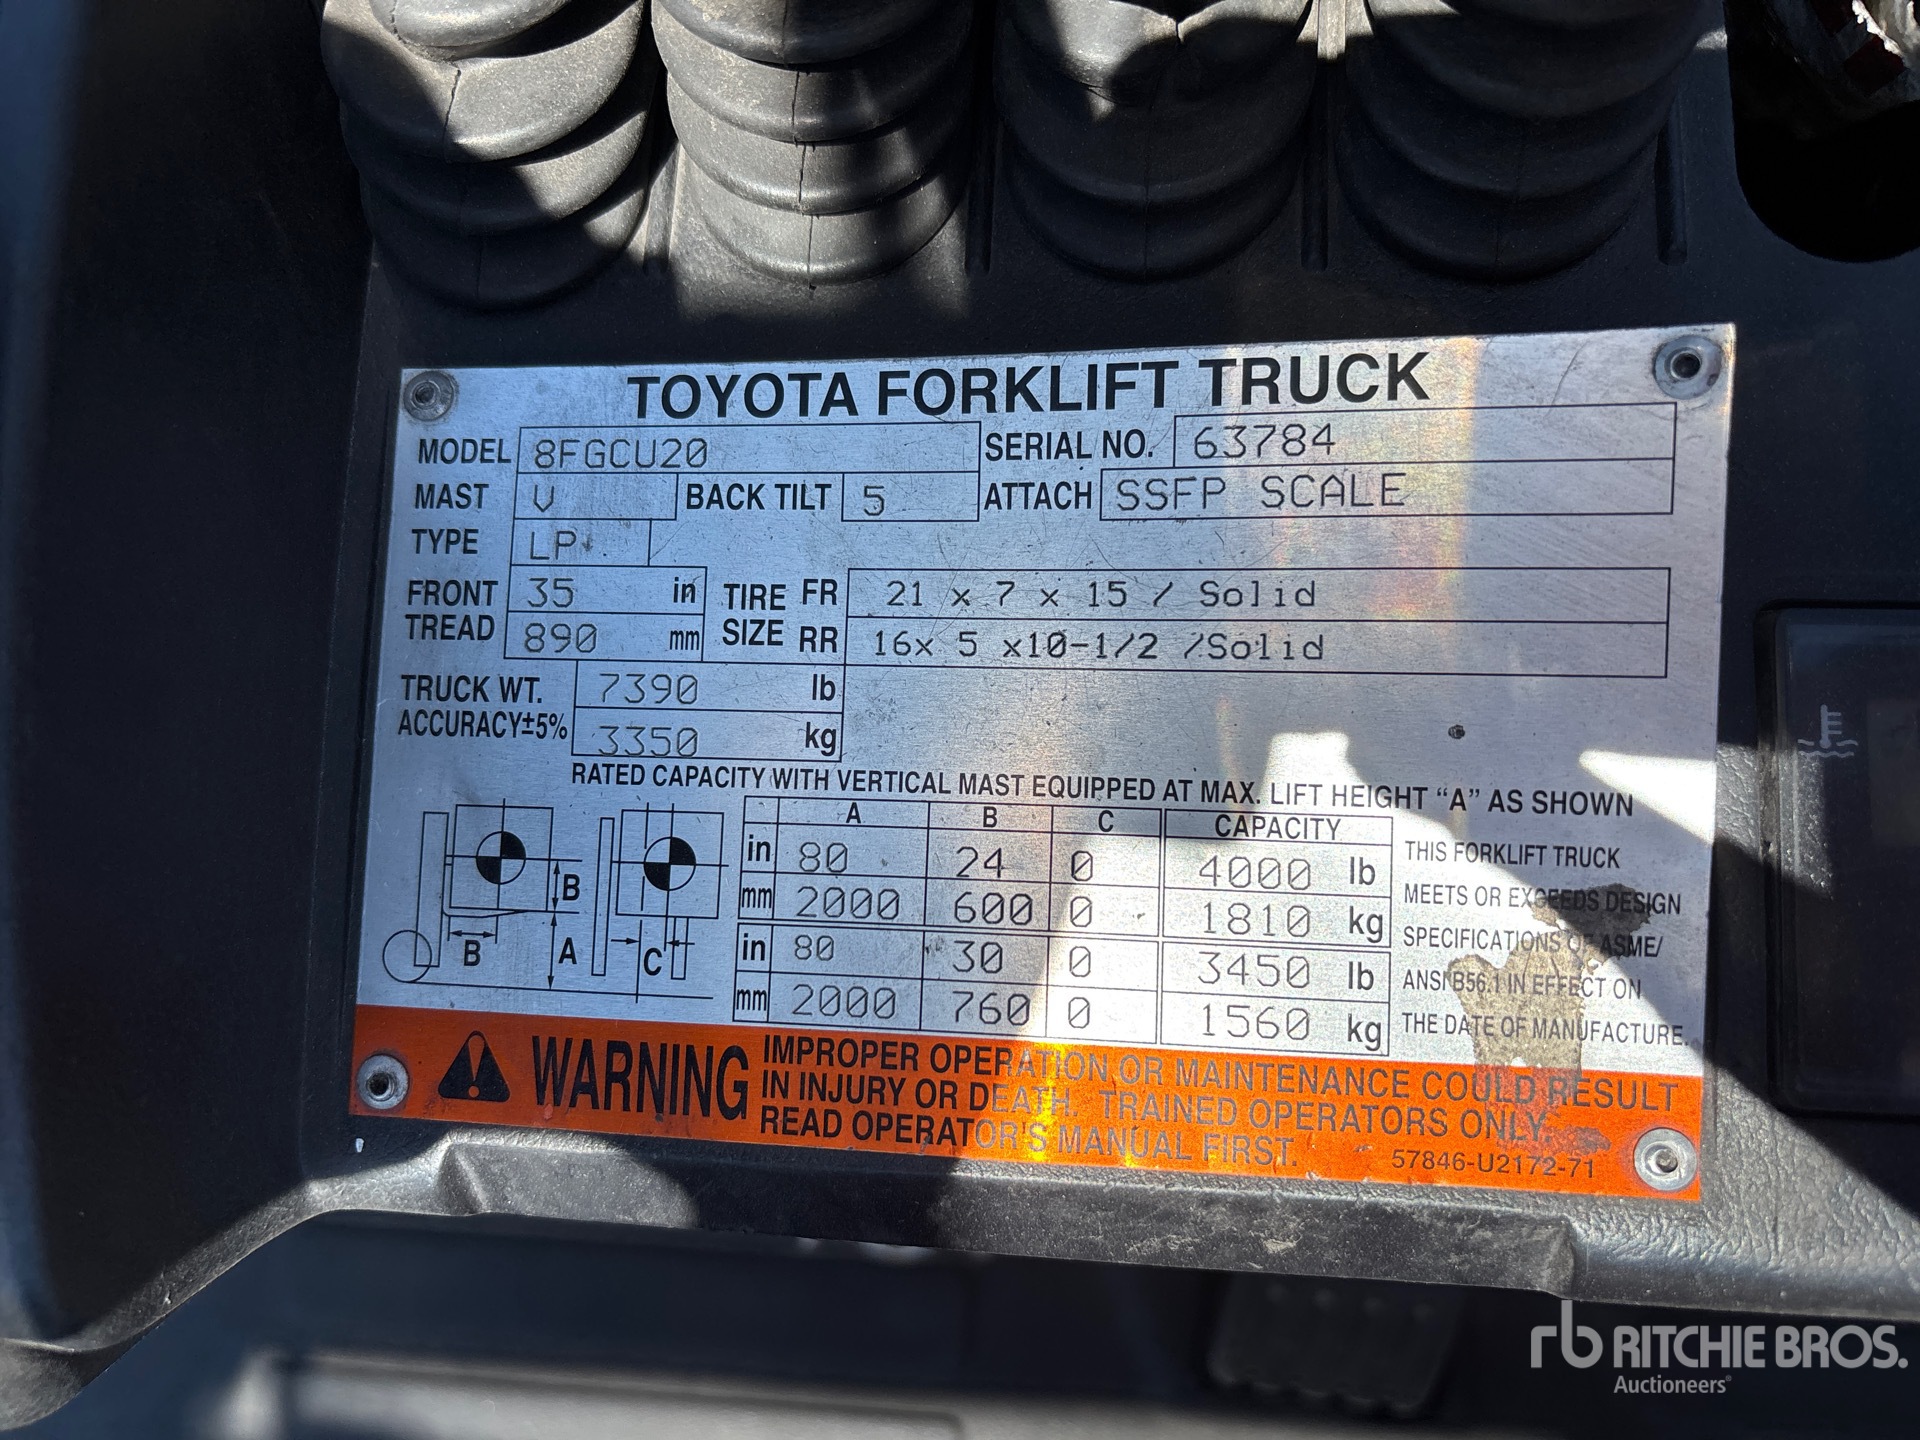 TOYOTA FORKLIFT TRUCK
MODEL 8FGCU20 SERIAL NO. 63784
MAST V BACK TILT 5 ATTACH SSFP SCALE
TYPE LP
FRONT TREAD 35 in TIRE SIZE FR 21 x 7 x 15 / Solid
890 mm RR 16x 5 x10-1/2 /Solid
TRUCK WT. 7390 lb
ACCURACY±5% 3350 kg
RATED CAPACITY WITH VERTICAL MAST EQUIPPED AT MAX. LIFT HEIGHT “A” AS SHOWN
A B C CAPACITY
in 80 24 0 4000 lb
mm 2000 600 0 1810 kg
in 80 30 0 3450 lb
mm 2000 760 0 1560 kg
B
B A C
THIS FORKLIFT TRUCK
MEETS OR EXCEEDS DESIGN
SPECIFICATIONS OF ASME/
ANSI B56.1 IN EFFECT ON
THE DATE OF MANUFACTURE.
WARNING
IMPROPER OPERATION OR MAINTENANCE COULD RESULT
IN INJURY OR DEATH. TRAINED OPERATORS ONLY.
READ OPERATOR'S MANUAL FIRST.
57846-U2172-71
rb RITCHIE BROS.
Auctioneers®